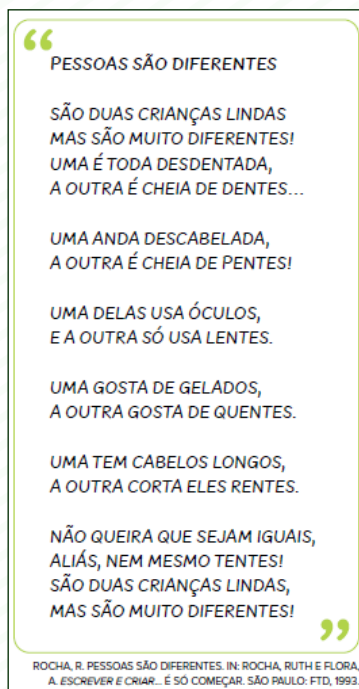 PESSOAS SÃO DIFERENTES
SÃO DUAS CRIANÇAS LINDAS
MAS SÃO MUITO DIFERENTES!
UMA É TODA DESDENTADA,
A OUTRA É CHEIA DE DENTES...
UMA ANDA DESCABELADA,
A OUTRA É CHEIA DE PENTES!
UMA DELAS USA ÓCULOS,
E A OUTRA SÓ USA LENTES.
UMA GOSTA DE GELADOS,
A OUTRA GOSTA DE QUENTES.
UMA TEM CABELOS LONGOS,
A OUTRA CORTA ELES RENTES.
NÃO QUEIRA QUE SEJAM IGUAIS,
ALIÁS, NEM MESMO TENTES!
SÃO DUAS CRIANÇAS LINDAS,
MAS SÃO MUITO DIFERENTES!
ROCHA, R. PESSOAS SÃO DIFERENTES. IN: ROCHA, RUTH E FLORA,
A. ESCREVER E CRIAR... É SÓ COMEÇAR. SÃO PAULO: FTD, 1993.